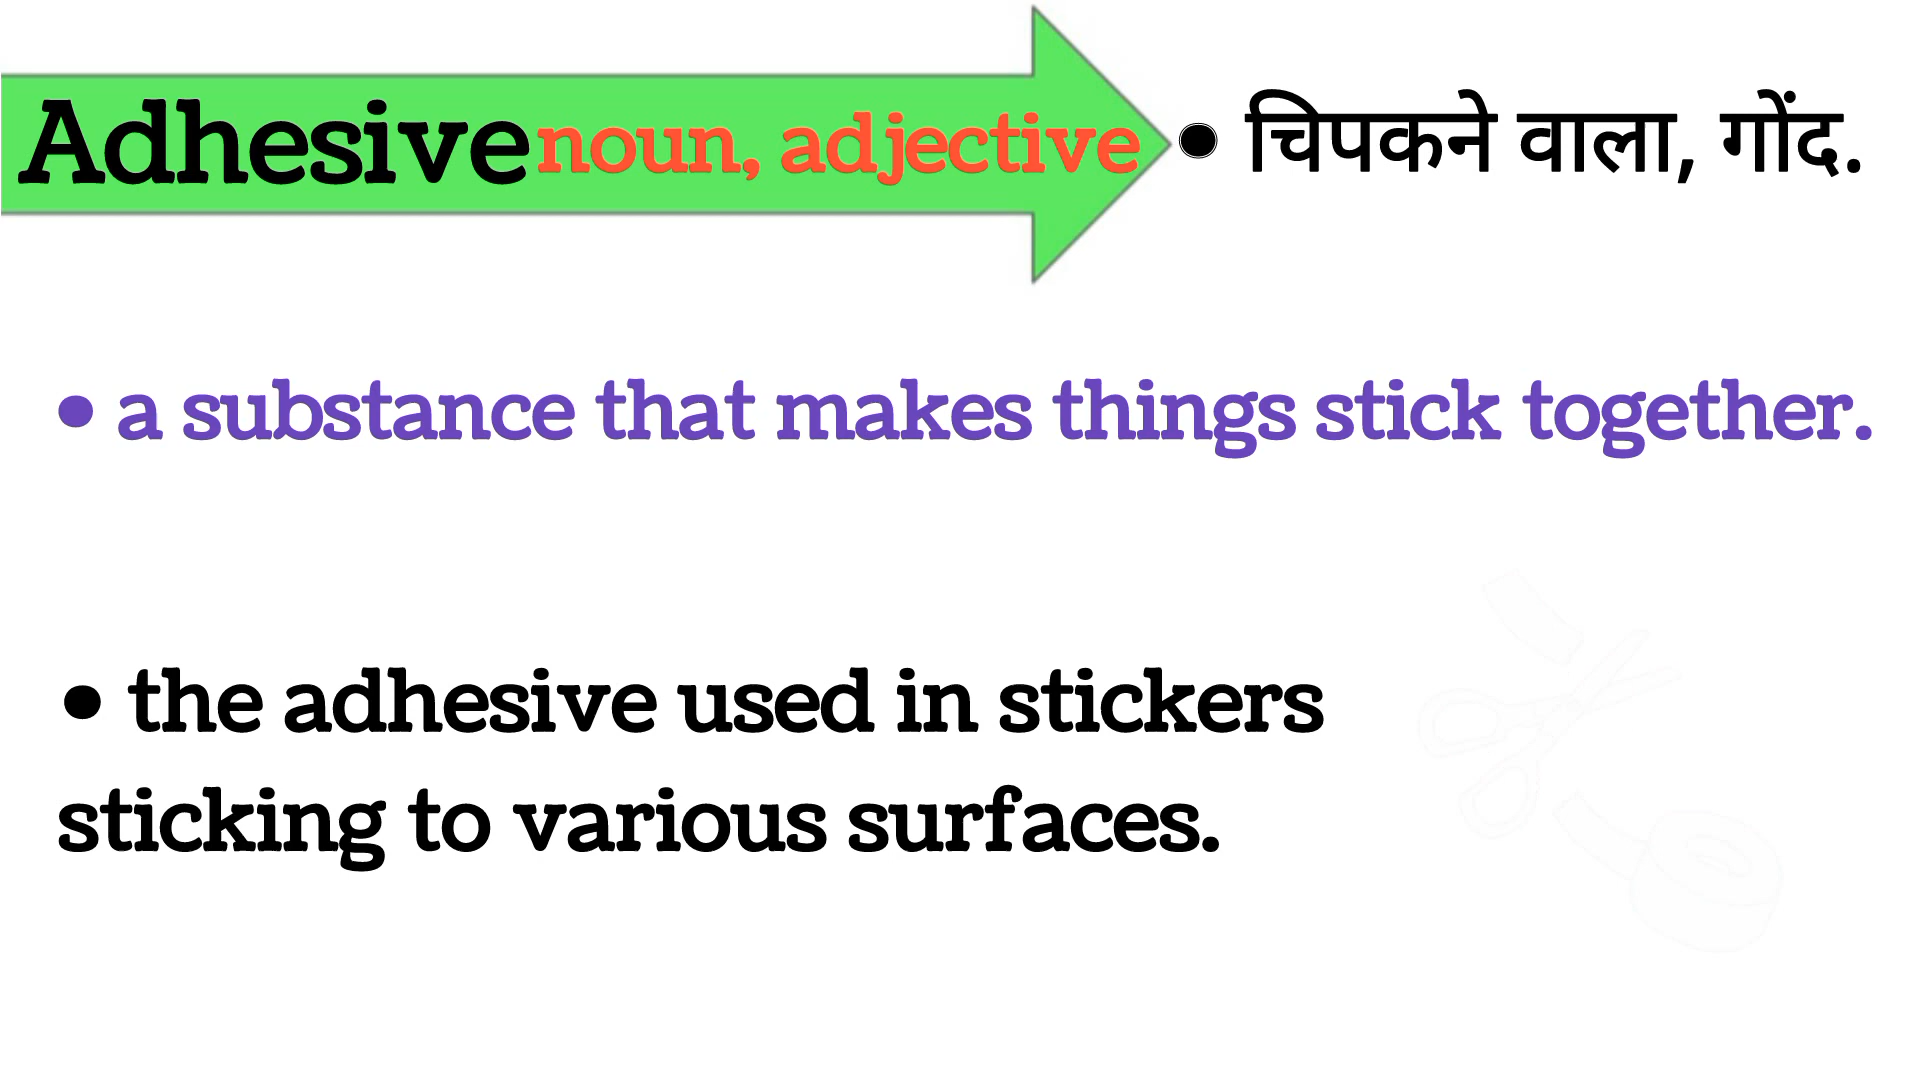 Adhesive noun, adjective • चिपकने वाला, गोंद.
• a substance that makes things stick together.
• the adhesive used in stickers
sticking to various surfaces.